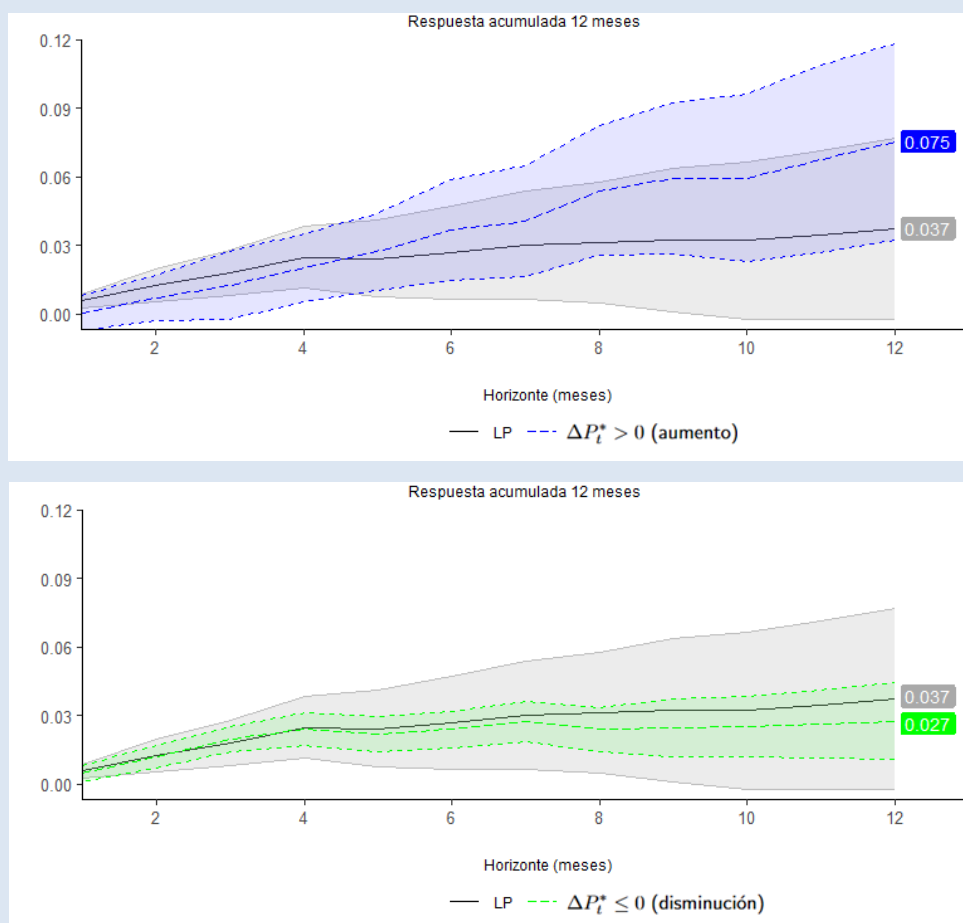 Respuesta acumulada 12 meses
0.12
0.09
0.06
0.03
0.00
0.075
0.037
2 4 6 8 10 12
Horizonte (meses)
LP ΔP*ₜ > 0 (aumento)
Respuesta acumulada 12 meses
0.12
0.09
0.06
0.03
0.00
0.037
0.027
2 4 6 8 10 12
Horizonte (meses)
LP ΔP*ₜ ≤ 0 (disminución)